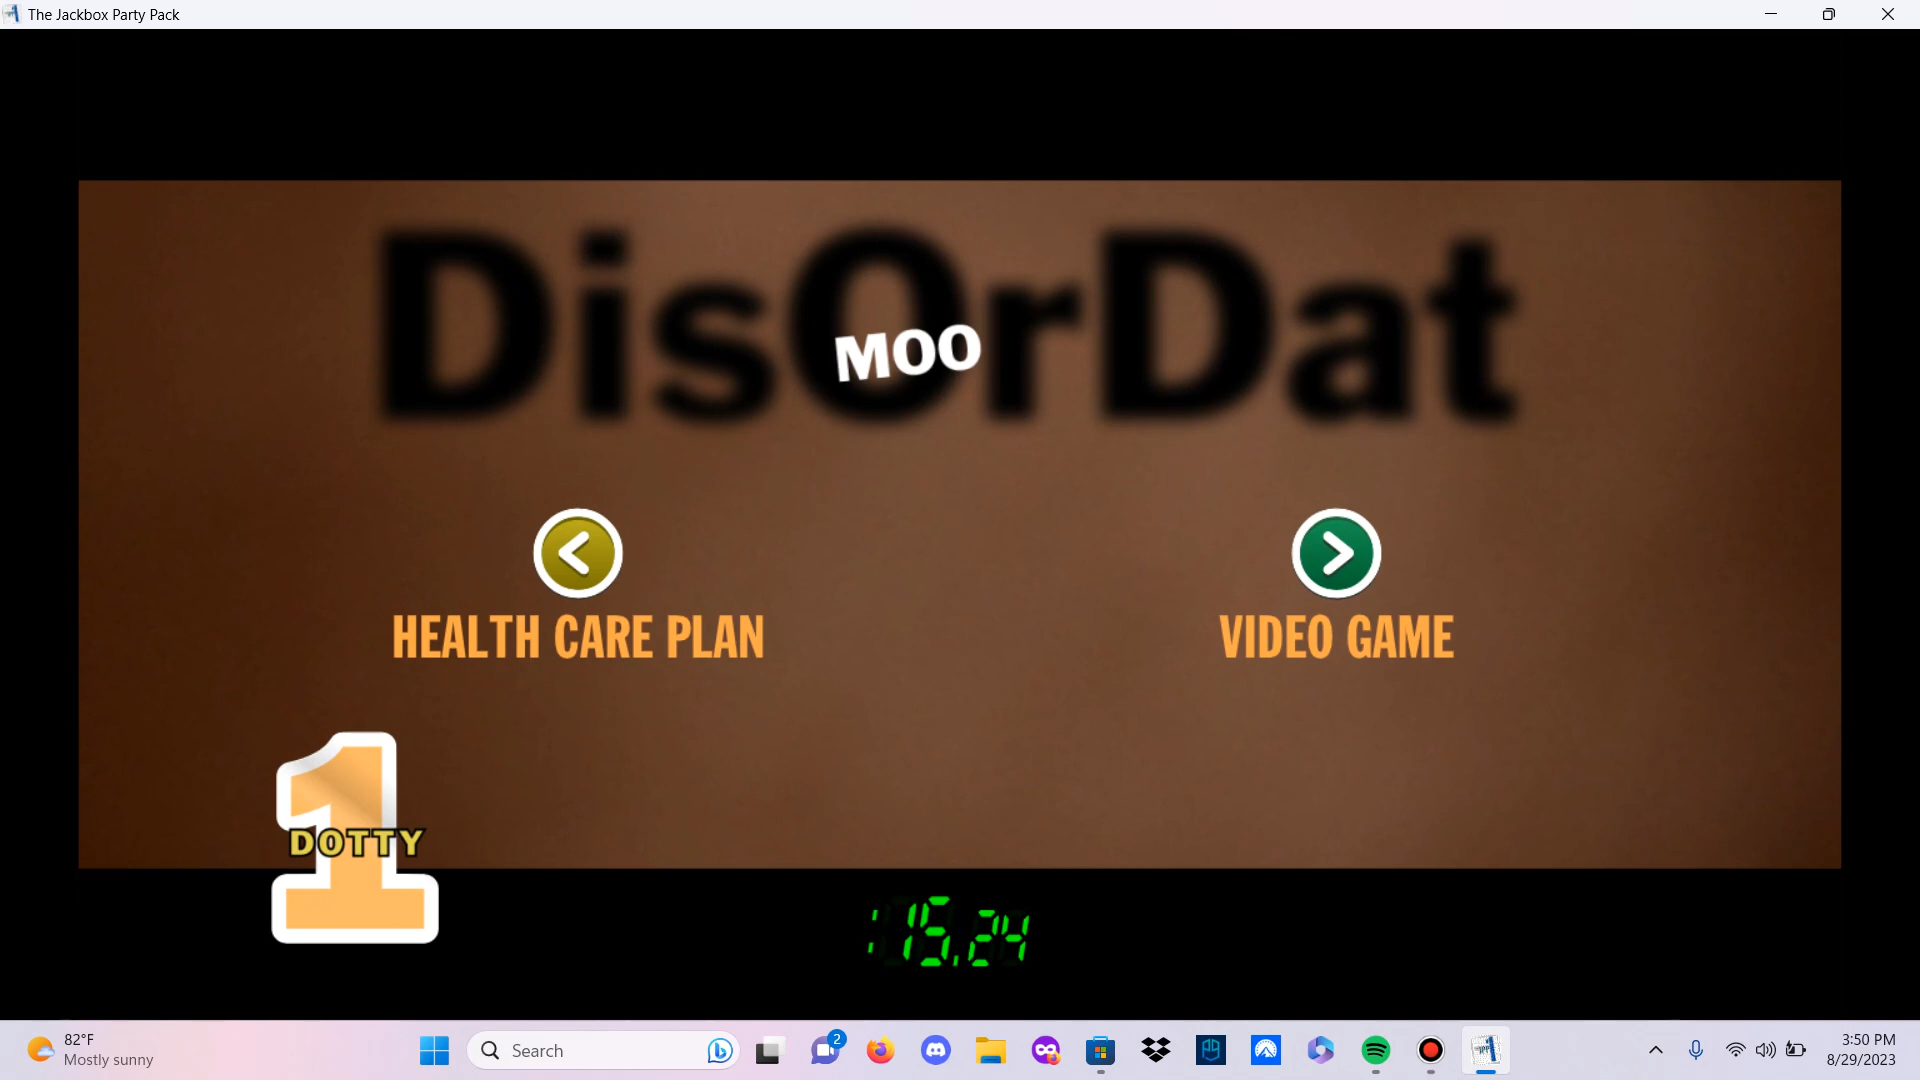 The Jackbox Party Pack
DisOrDat
MOO
HEALTH CARE PLAN
VIDEO GAME
1
DOTTY
:15.24
82°F
Mostly sunny
Search
2
3:50 PM
8/29/2023